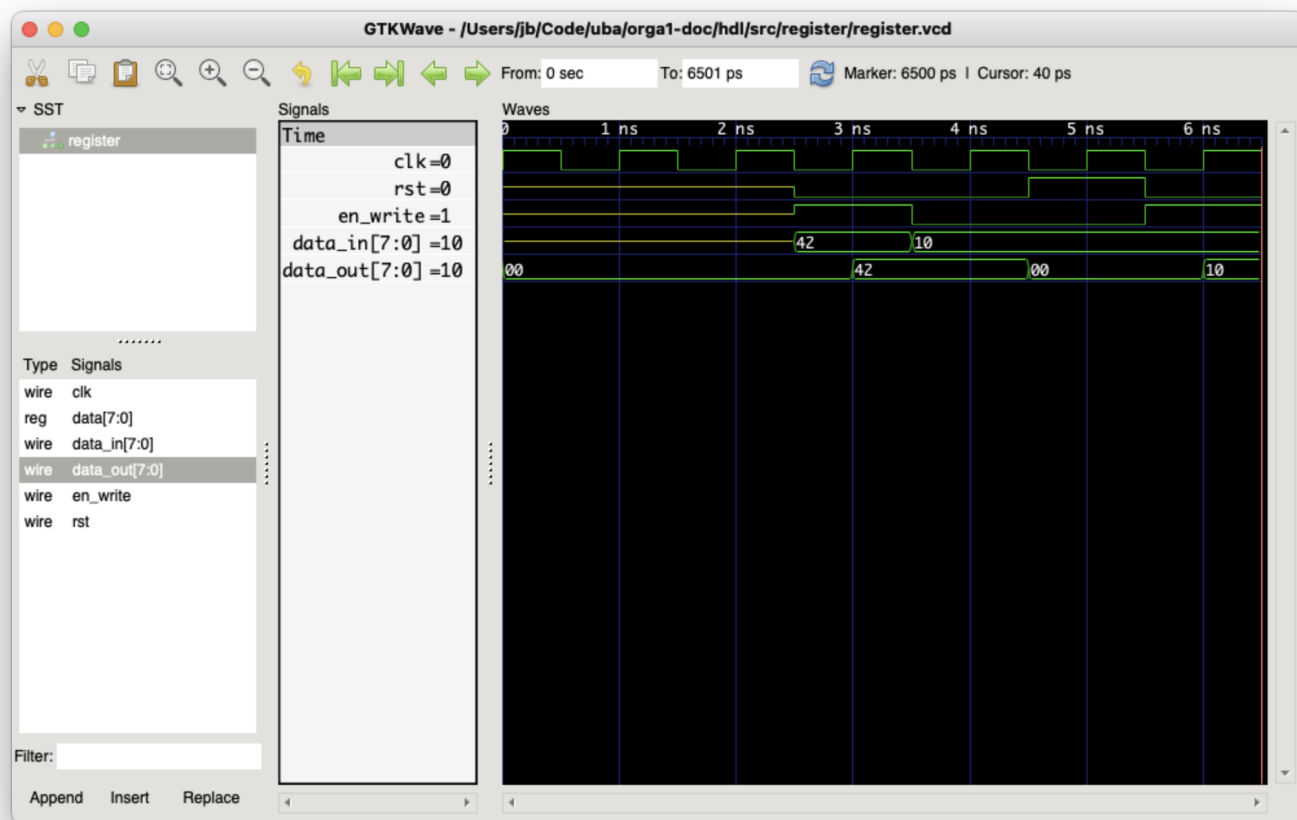 GTKWave - /Users/jb/Code/uba/orga1-doc/hdl/src/register/register.vcd
From: 0 sec To: 6501 ps Marker: 6500 ps | Cursor: 40 ps
SST
register
Type Signals
wire clk
reg data[7:0]
wire data_in[7:0]
wire data_out[7:0]
wire en_write
wire rst
Filter:
Append Insert Replace
Signals
Time
clk=0
rst=0
en_write=1
data_in[7:0] =10
data_out[7:0] =10
Waves
0 1 ns 2 ns 3 ns 4 ns 5 ns 6 ns
42 10
00 42 00 10